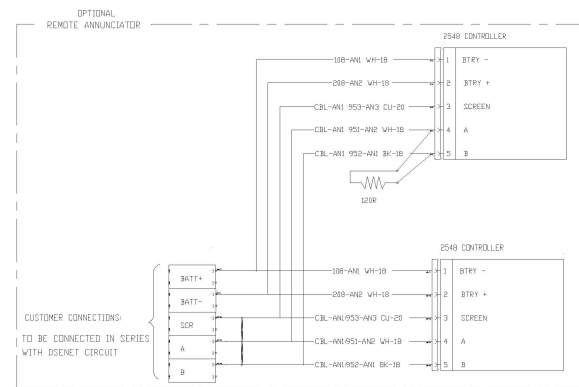 OPTIONAL
REMOTE ANNUNCIATOR
2548 CONTROLLER
108-AN1 WH-18
1 BTRY -
208-AN2 WH-18
2 BTRY +
CBL-AN1 953-AN3 CU-20
3 SCREEN
CBL-AN1 951-AN2 WH-18
4 A
CBL-AN1 952-AN1 BK-18
5 B
120R
2548 CONTROLLER
108-AN1 WH-18
1 BTRY -
208-AN2 WH-18
2 BTRY +
CBL-AN1/953-AN3 CU-20
3 SCREEN
CBL-AN1/951-AN2 WH-18
4 A
CBL-AN1/952-AN1 BK-18
5 B
BATT+
BATT-
SCR
A
B
CUSTOMER CONNECTIONS:
TO BE CONNECTED IN SERIES
WITH DSENET CIRCUIT